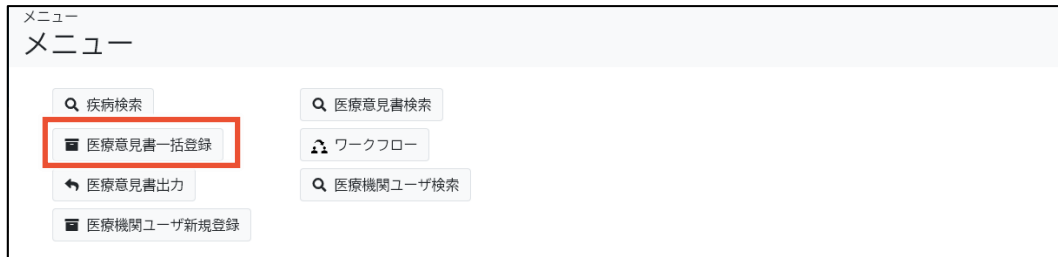 メニュー
メニュー
疾病検索
医療意見書検索
医療意見書一括登録
ワークフロー
医療意見書出力
医療機関ユーザ検索
医療機関ユーザ新規登録